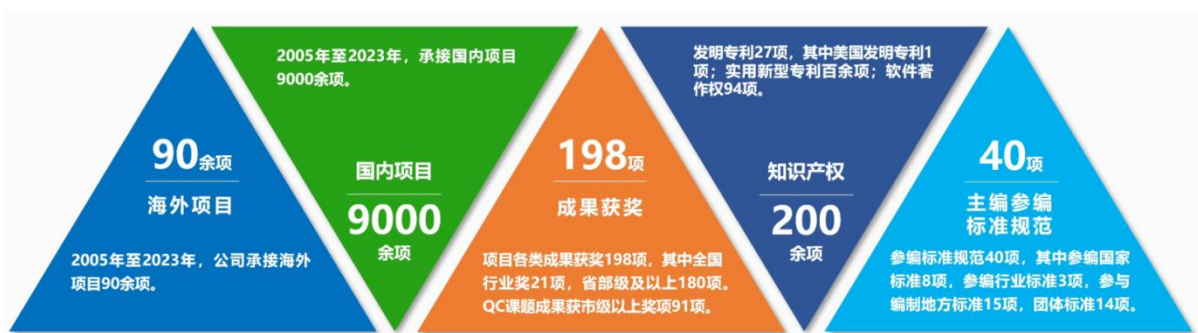 90余项
海外项目
2005年至2023年，公司承接海外
项目90余项。
2005年至2023年，承接国内项目
9000余项。
国内项目
9000
余项
198项
成果获奖
项目各类成果获奖198项，其中全国
行业奖21项，省部级及以上180项。
QC课题成果获市级以上奖项91项。
发明专利27项，其中美国发明专利1
项；实用新型专利百余项；软件著
作权94项。
知识产权
200
余项
40项
主编参编
标准规范
参编标准规范40项，其中参编国家
标准8项，参编行业标准3项，参与
编制地方标准15项，团体标准14项。